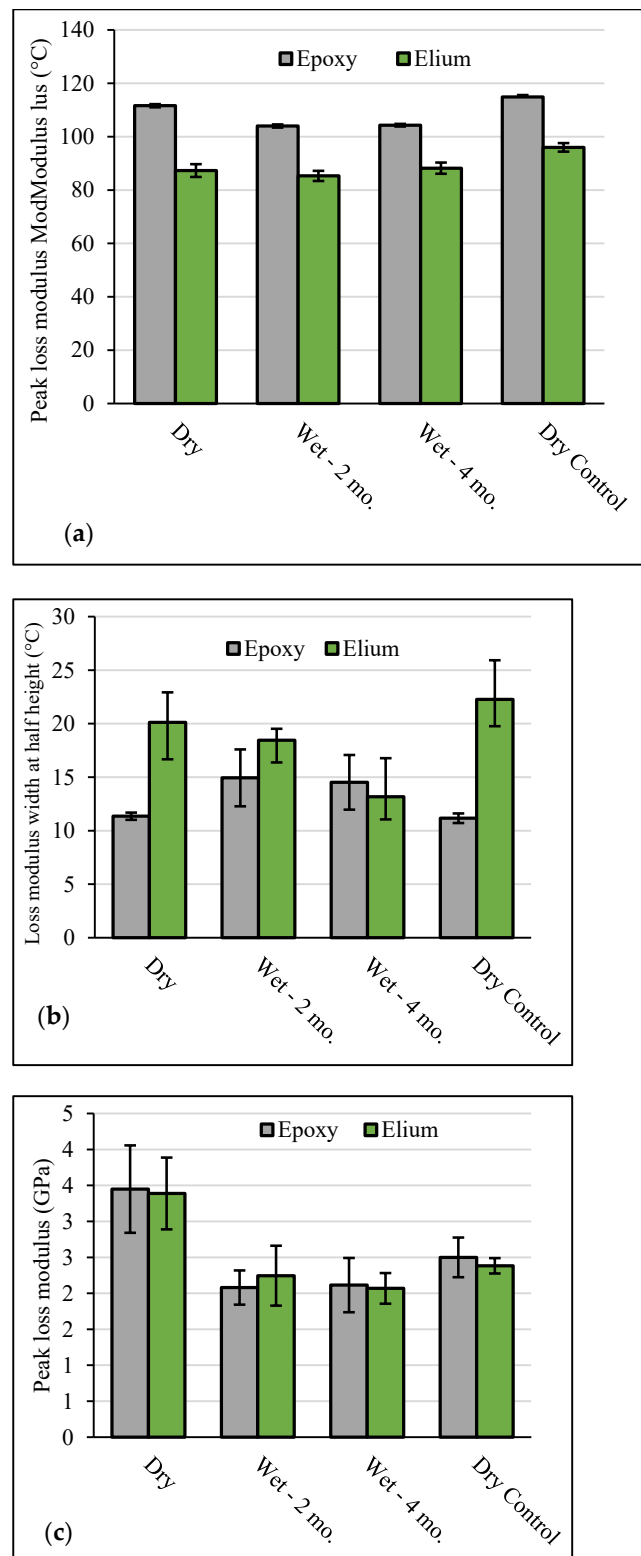 Peak loss modulus ModModulus lus (°C)
140
120
100
80
60
40
20
0
Epoxy Elium
Dry
Wet - 2 mo.
Wet - 4 mo.
Dry Control
(a)
Loss modulus width at half height (°C)
30
25
20
15
10
5
0
Epoxy Elium
Dry
Wet - 2 mo.
Wet - 4 mo.
Dry Control
(b)
Peak loss modulus (GPa)
5
4
4
3
3
2
2
1
1
0
Epoxy Elium
Dry
Wet - 2 mo.
Wet - 4 mo.
Dry Control
(c)